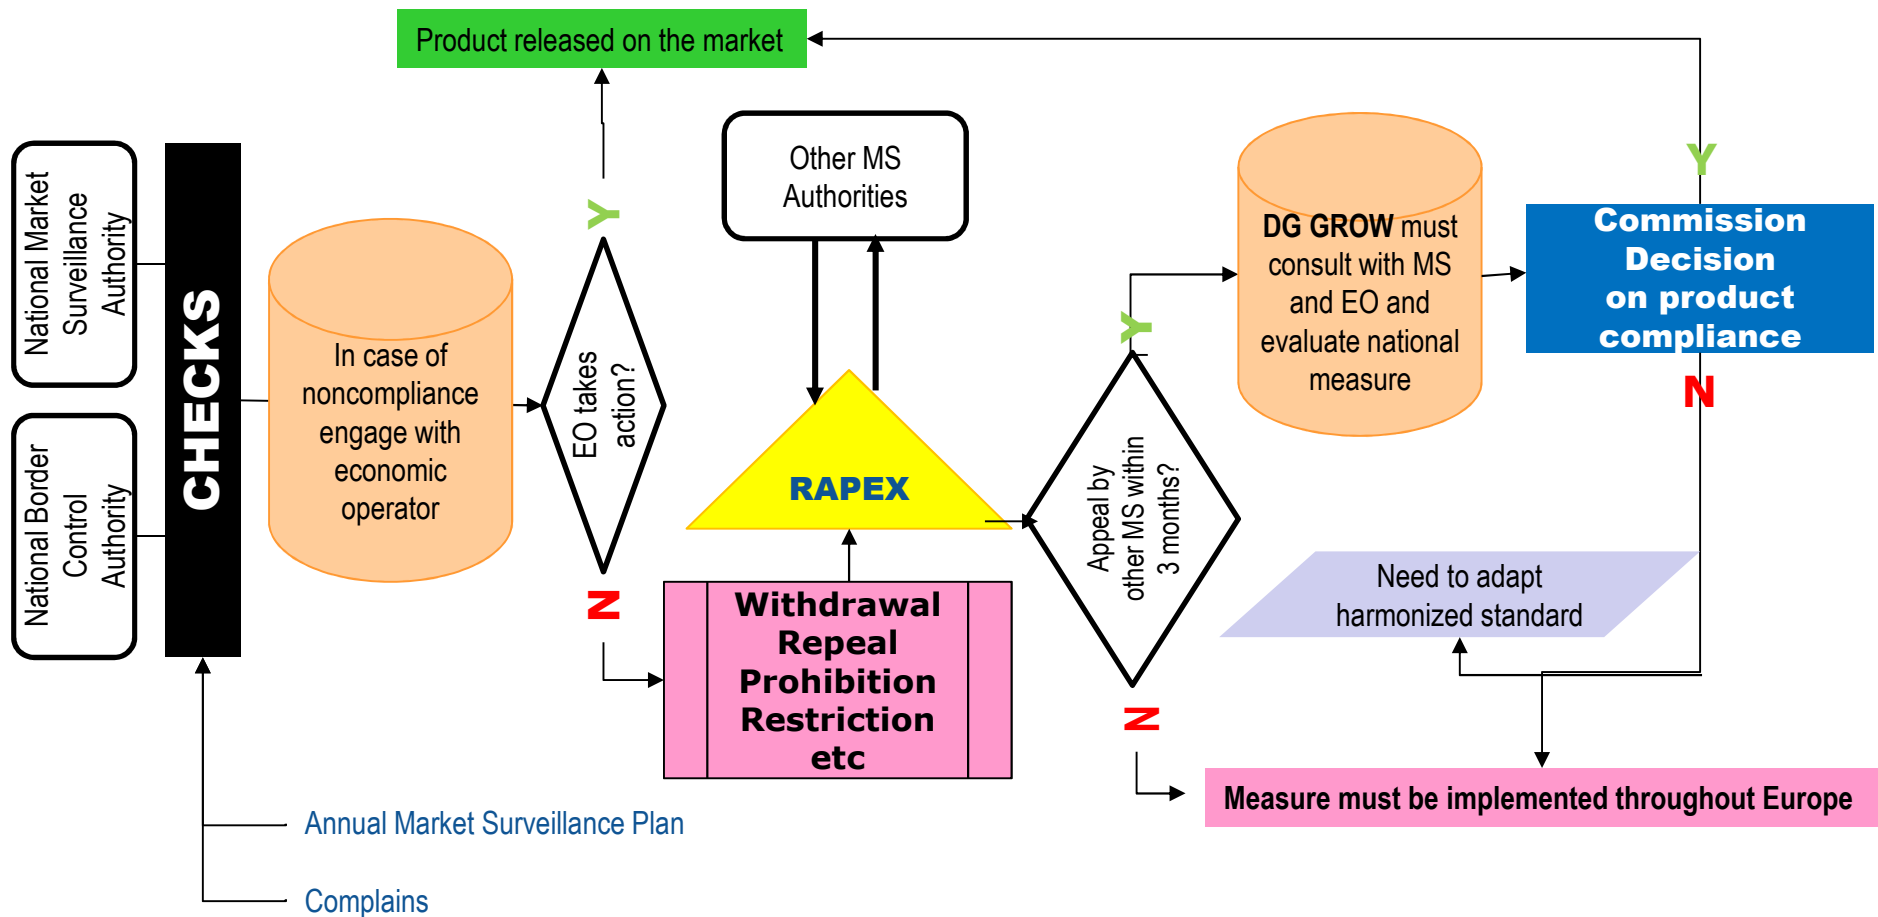 Product released on the market
National Market
Surveillance
Authority
National Border
Control
Authority
CHECKS
In case of
noncompliance
engage with
economic
operator
Y
EO takes
action?
N
Other MS
Authorities
RAPEX
Withdrawal
Repeal
Prohibition
Restriction
etc
Y
Appeal by
other MS within
3 months?
N
DG GROW must
consult with MS
and EO and
evaluate national
measure
Y
Commission
Decision
on product
compliance
N
Need to adapt
harmonized standard
Measure must be implemented throughout Europe
Annual Market Surveillance Plan
Complains